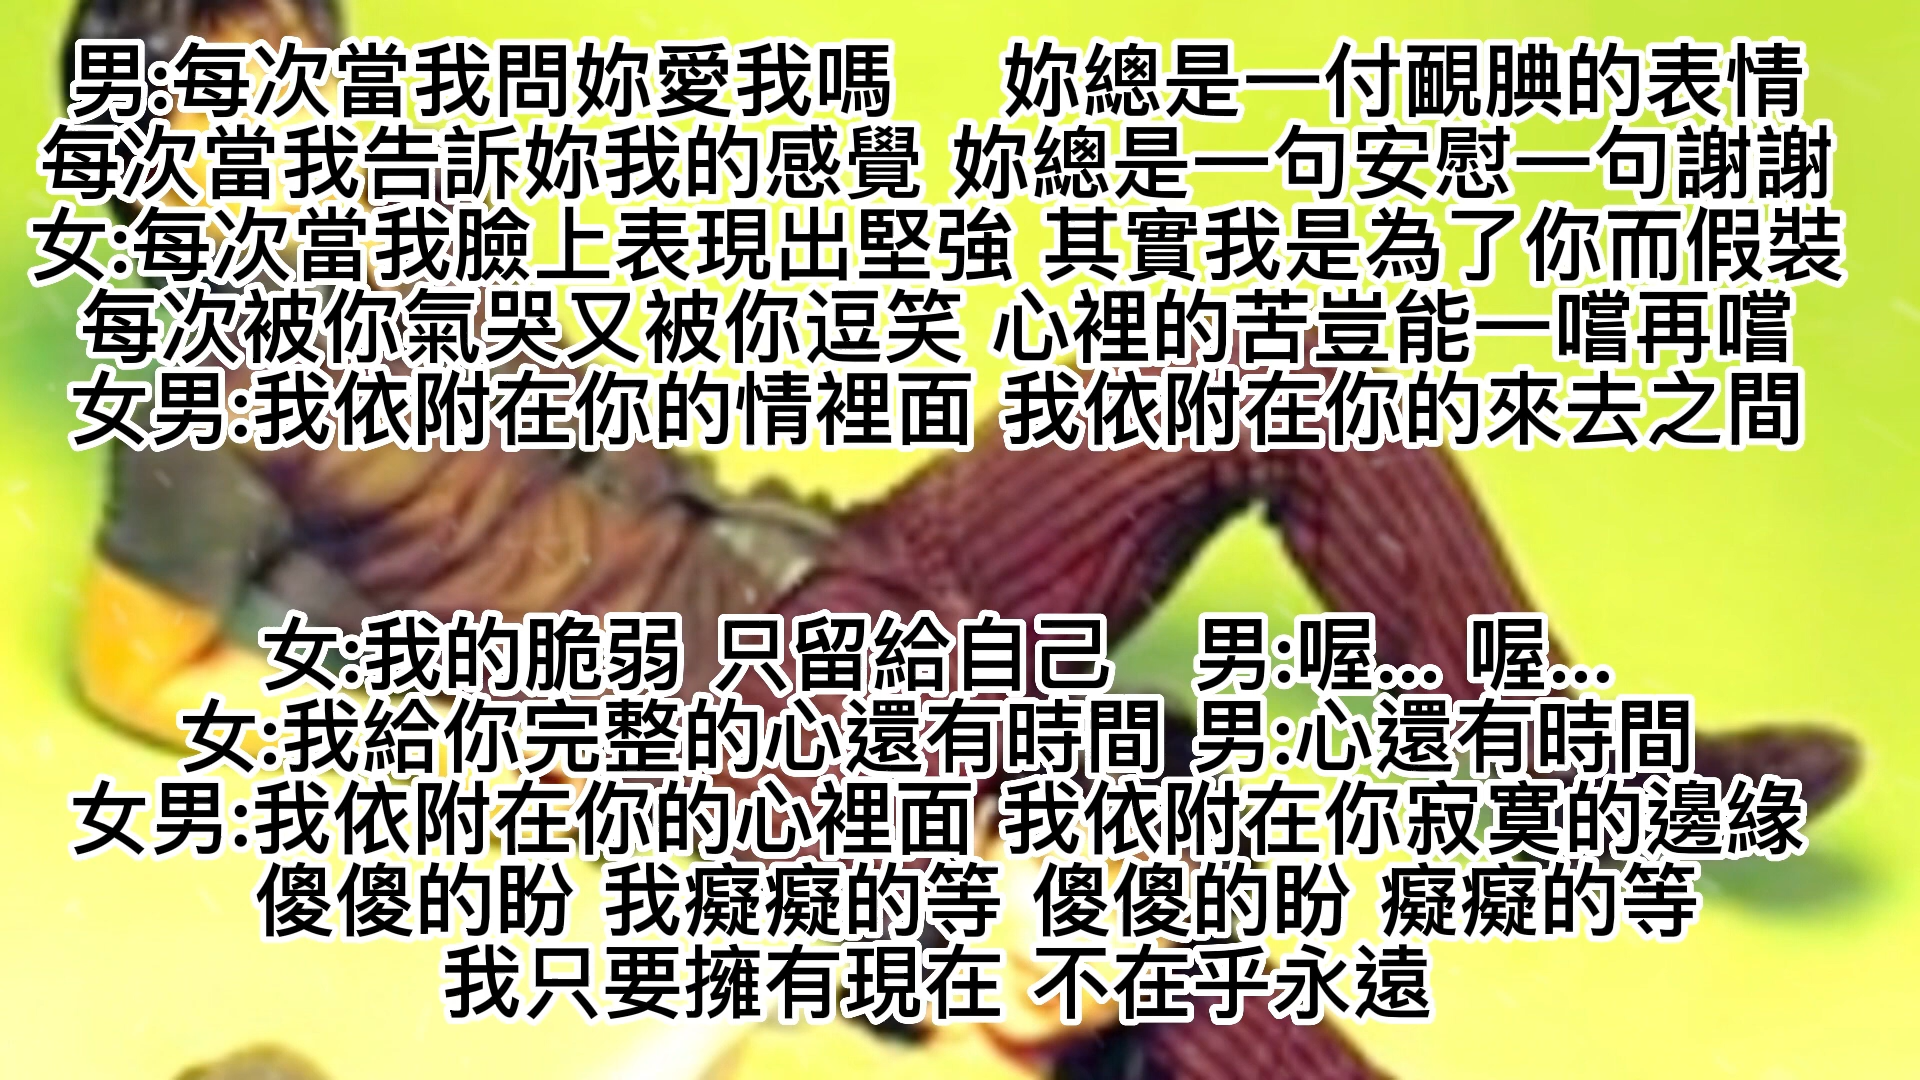 男:每次當我問妳愛我嗎 妳總是一付靦腆的表情
每次當我告訴妳我的感覺 妳總是一句安慰一句謝謝
女:每次當我臉上表現出堅強 其實我是為了你而假裝
每次被你氣哭又被你逗笑 心裡的苦豈能一嚐再嚐
女男:我依附在你的情裡面 我依附在你的來去之間
女:我的脆弱 只留給自己 男:喔... 喔...
女:我給你完整的心還有時間 男:心還有時間
女男:我依附在你的心裡面 我依附在你寂寞的邊緣
傻傻的盼 我癡癡的等 傻傻的盼 癡癡的等
我只要擁有現在 不在乎永遠